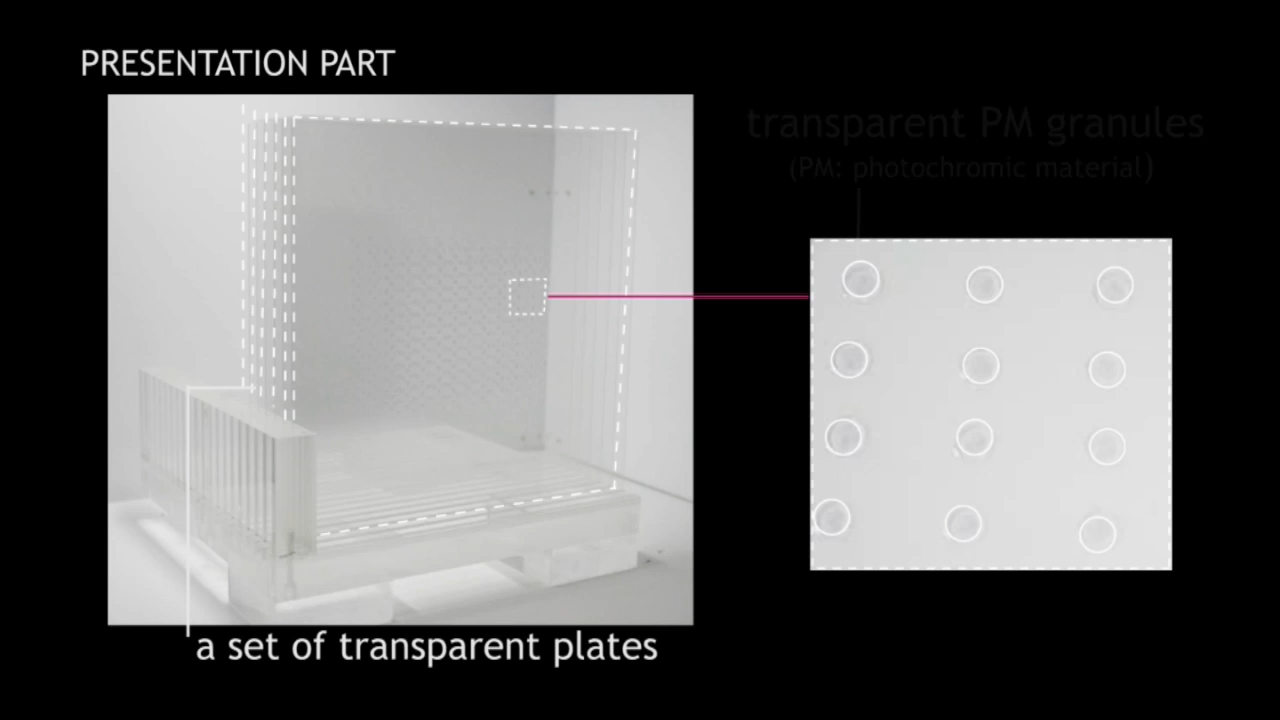 PRESENTATION PART
transparent PM granules
(PM: photochromic material)
a set of transparent plates